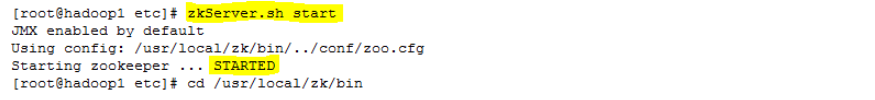 [root@hadoop1 etc]# zkServer.sh start
JMX enabled by default
Using config: /usr/local/zk/bin/../conf/zoo.cfg
Starting zookeeper ... STARTED
[root@hadoop1 etc]# cd /usr/local/zk/bin